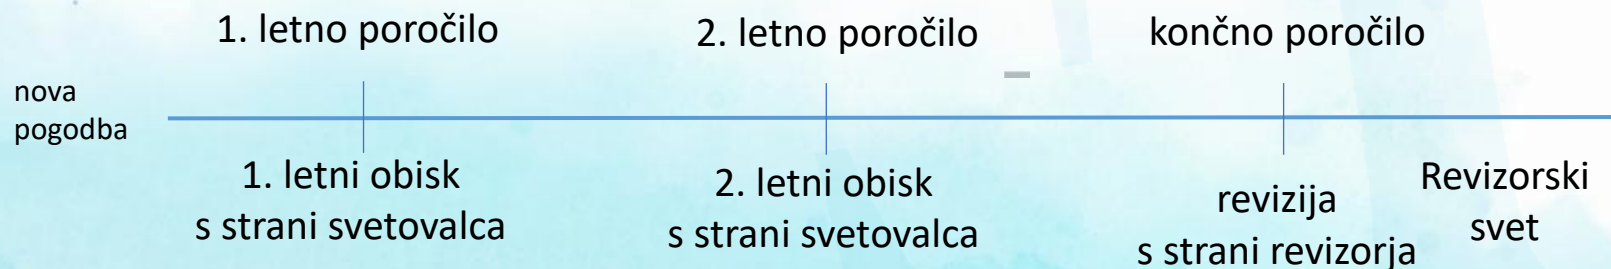 1. letno poročilo
2. letno poročilo
končno poročilo
nova
pogodba
1. letni obisk
s strani svetovalca
2. letni obisk
s strani svetovalca
revizija
s strani revizorja
Revizorski
svet